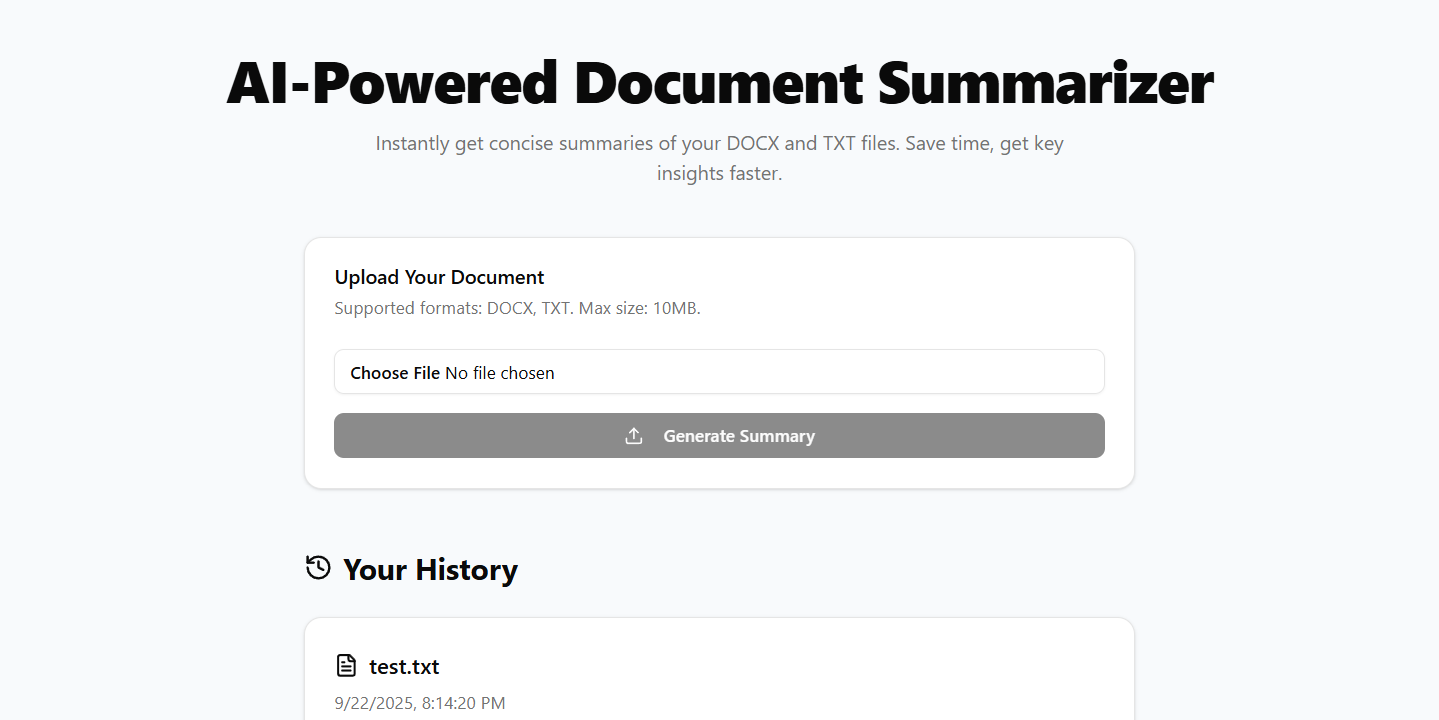 AI-Powered Document Summarizer
Instantly get concise summaries of your DOCX and TXT files. Save time, get key
insights faster.
Upload Your Document
Supported formats: DOCX, TXT. Max size: 10MB.
Choose File No file chosen
Generate Summary
Your History
test.txt
9/22/2025, 8:14:20 PM